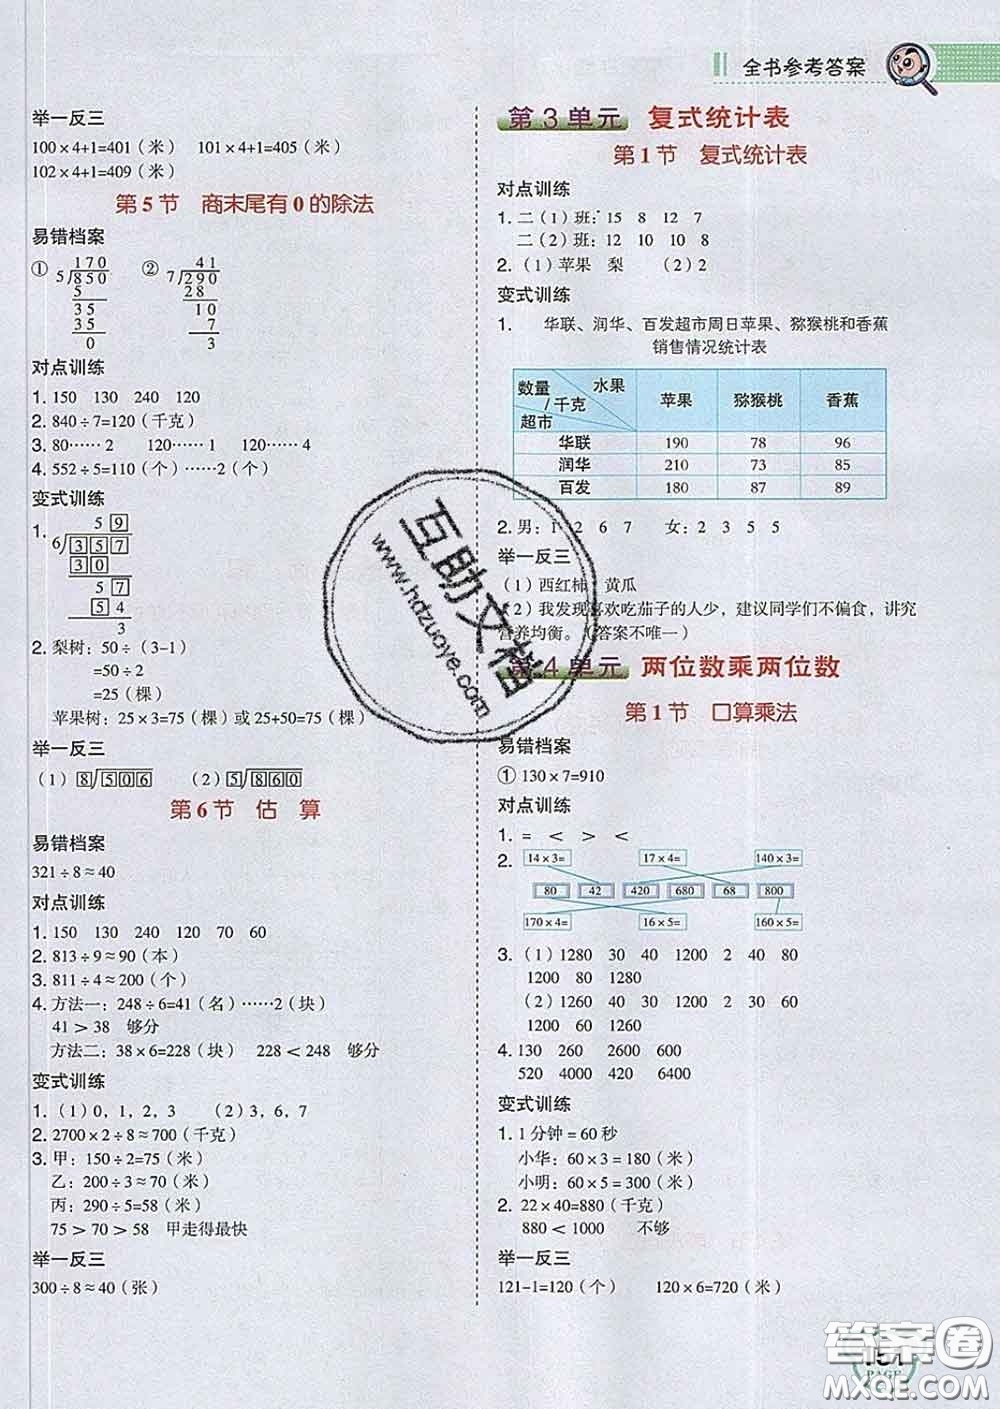 全书参考答案
举一反三
100×4+1=401（米） 101×4+1=405（米）
102×4+1=409（米）
第5节 商末尾有0的除法
易错档案
① 170 ② 41
5 850 7 290
5 28
35 10
35 7
0 3
对点训练
1. 150 130 240 120
2. 840÷7=120（千克）
3. 80……2 120……1 120……4
4. 552÷5=110（个）……2（个）
变式训练
1. 5 9
6 3 5 7
3 0
5 7
5 4
3
2. 梨树：50÷（3-1）
=50÷2
=25（棵）
苹果树：25×3=75（棵）或25+50=75（棵）
举一反三
（1）8 506 （2）5 860
第6节 估 算
易错档案
321÷8≈40
对点训练
1. 150 130 240 120 70 60
2. 813÷9≈90（本）
3. 811÷4≈200（个）
4. 方法一：248÷6=41（名）……2（块）
41＞38 够分
方法二：38×6=228（块） 228＜248 够分
变式训练
1.（1）0，1，2，3 （2）3，6，7
2. 2700×2÷8≈700（千克）
3. 甲：150÷2=75（米）
乙：200÷3≈70（米）
丙：290÷5=58（米）
75＞70＞58 甲走得最快
举一反三
300÷8≈40（张）
第3单元 复式统计表
第1节 复式统计表
对点训练
1. 二（1）班：15 8 12 7
二（2）班：12 10 10 8
2.（1）苹果 梨 （2）2
变式训练
1. 华联、润华、百发超市周日苹果、猕猴桃和香蕉
销售情况统计表
数量/千克 水果 超市 苹果 猕猴桃 香蕉
华联 190 78 96
润华 210 73 85
百发 180 87 89
2. 男：1 2 6 7 女：2 3 5 5
举一反三
（1）西红柿 黄瓜
（2）我发现喜欢吃茄子的人少，建议同学们不偏食，讲究
营养均衡。（答案不唯一）
第4单元 两位数乘两位数
第1节 口算乘法
易错档案
① 130×7=910
对点训练
1. = ＜ ＞ ＜
2. 14×3= 17×4= 140×3=
80 42 420 680 68 800
170×4= 16×5= 160×5=
3.（1）1280 30 40 1200 2 40 80
1200 80 1280
（2）1260 40 30 1200 2 30 60
1200 60 1260
4. 130 260 2600 600
520 4000 620 4800
变式训练
1. 1分钟=60秒
小华：60×3=180（米）
小明：60×5=300（米）
2. 22×40=880（千克）
880＜1000 不够
举一反三
121-1=120（个） 120×6=720（米）
互助文档
www.hdzuoye.com
151
PAGE
答案圈
MXQE.COM